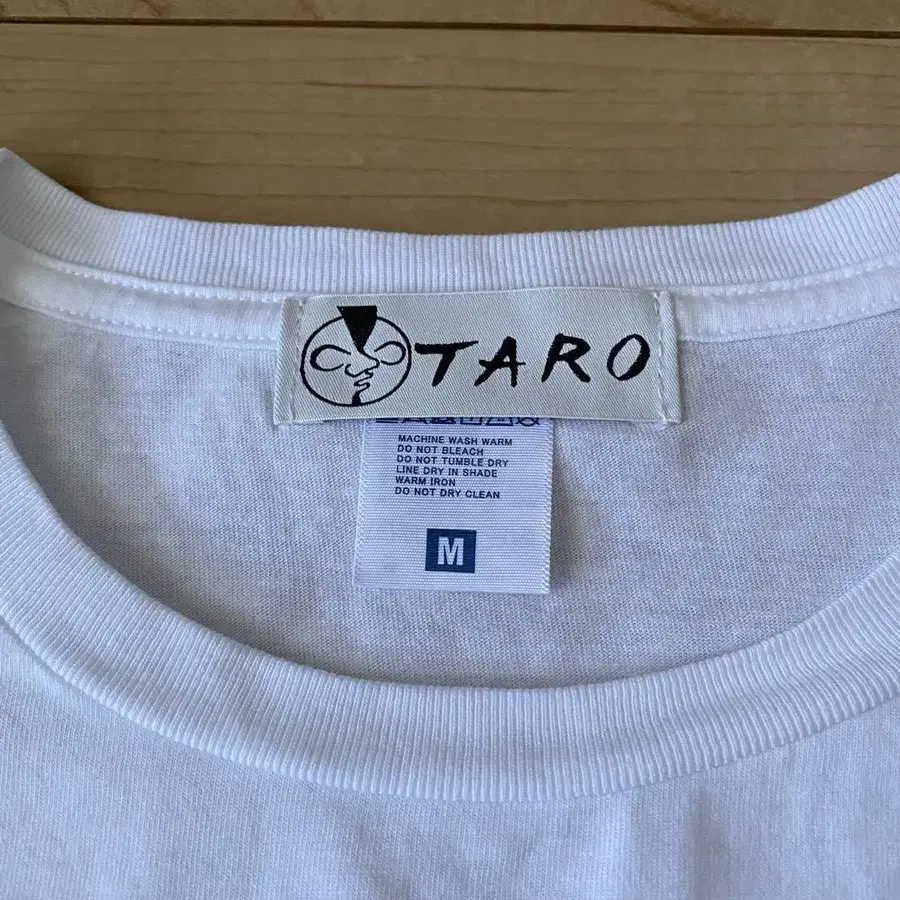 TARO
MACHINE WASH WARM
DO NOT BLEACH
DO NOT TUMBLE DRY
LINE DRY IN SHADE
WARM IRON
DO NOT DRY CLEAN
M